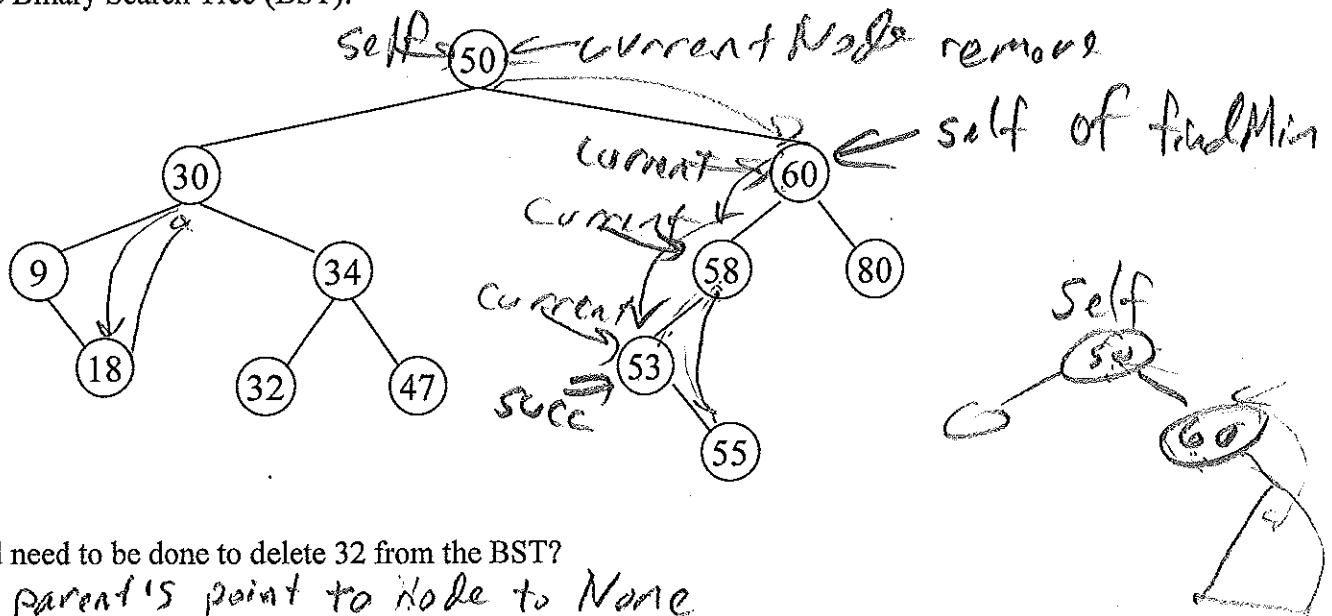 Binary Search Tree (BST).
self 50 current Node remove
self of findMin
current 60
30
current
9 34 58 80
current
self
18 32 47 53
succ
60
55
need to be done to delete 32 from the BST?
parent's point to Node to None